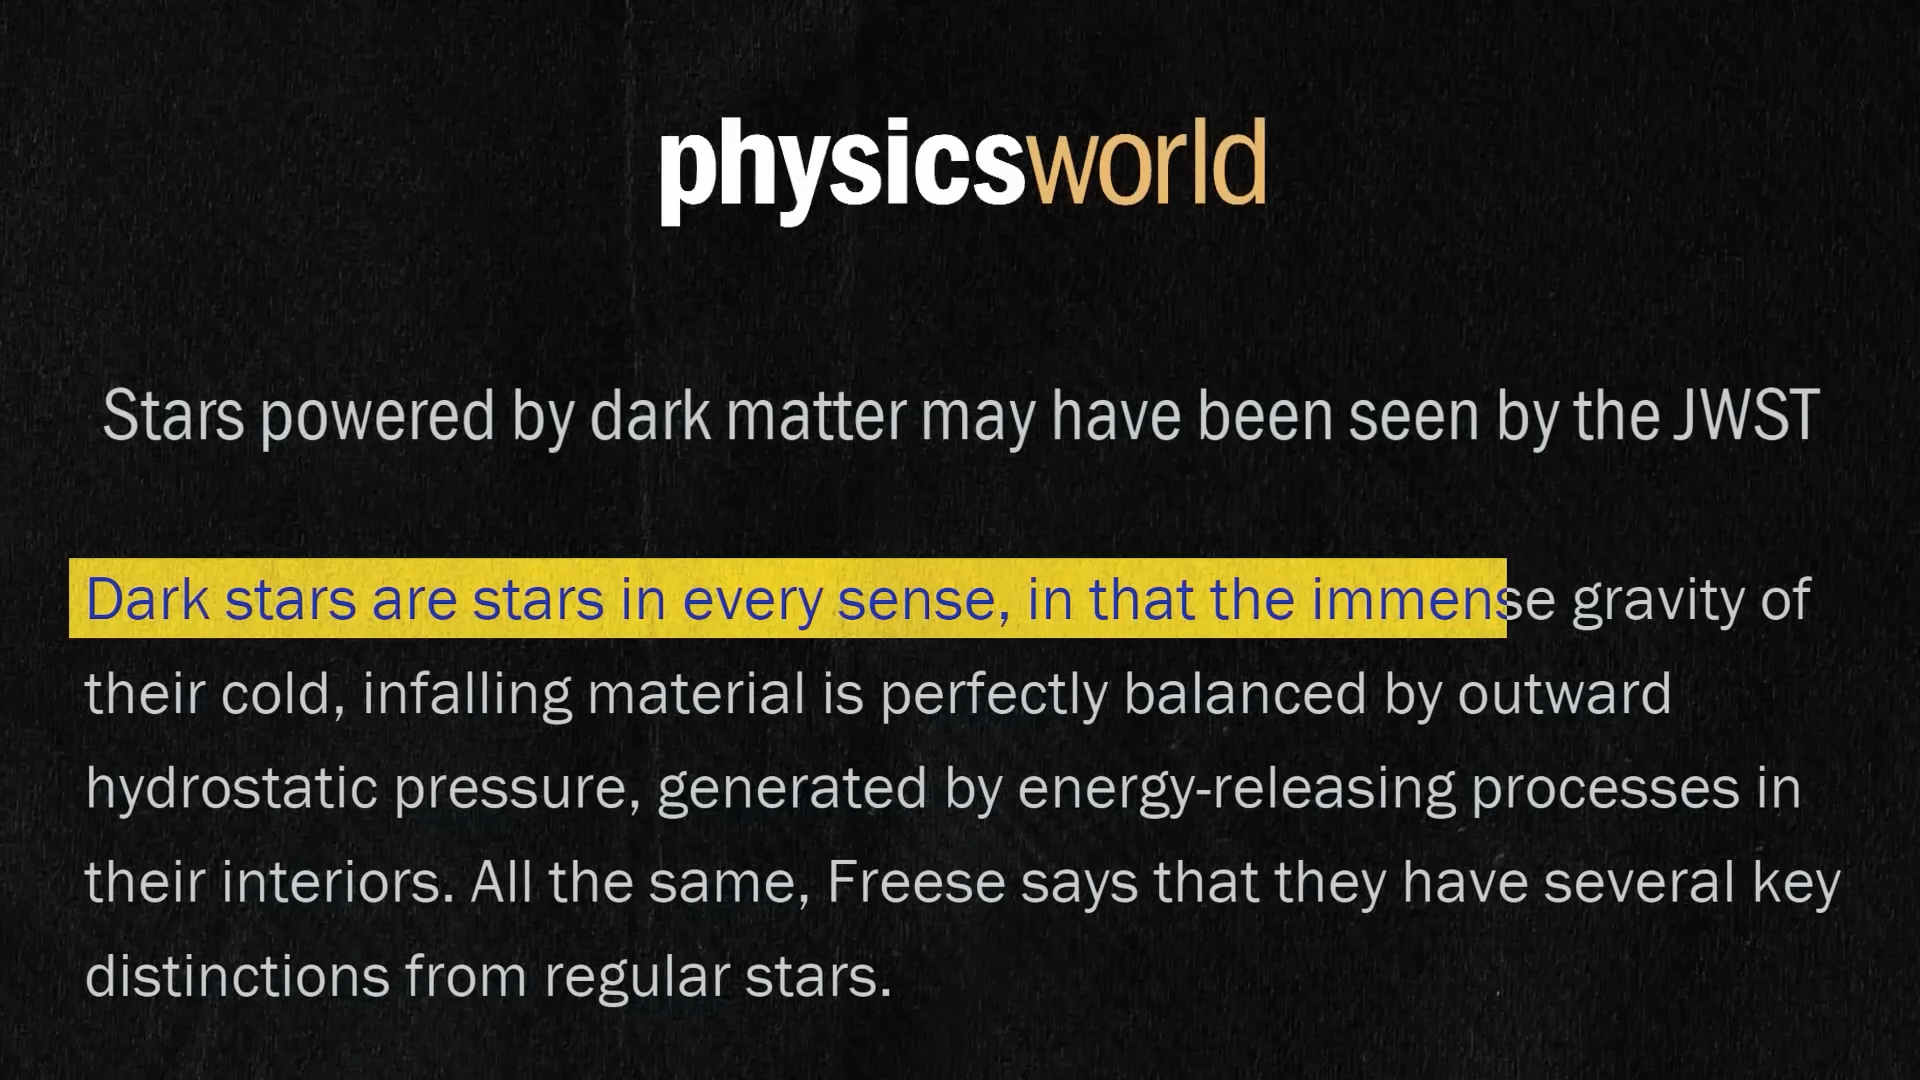 physicsworld
Stars powered by dark matter may have been seen by the JWST
Dark stars are stars in every sense, in that the immense gravity of
their cold, infalling material is perfectly balanced by outward
hydrostatic pressure, generated by energy-releasing processes in
their interiors. All the same, Freese says that they have several key
distinctions from regular stars.